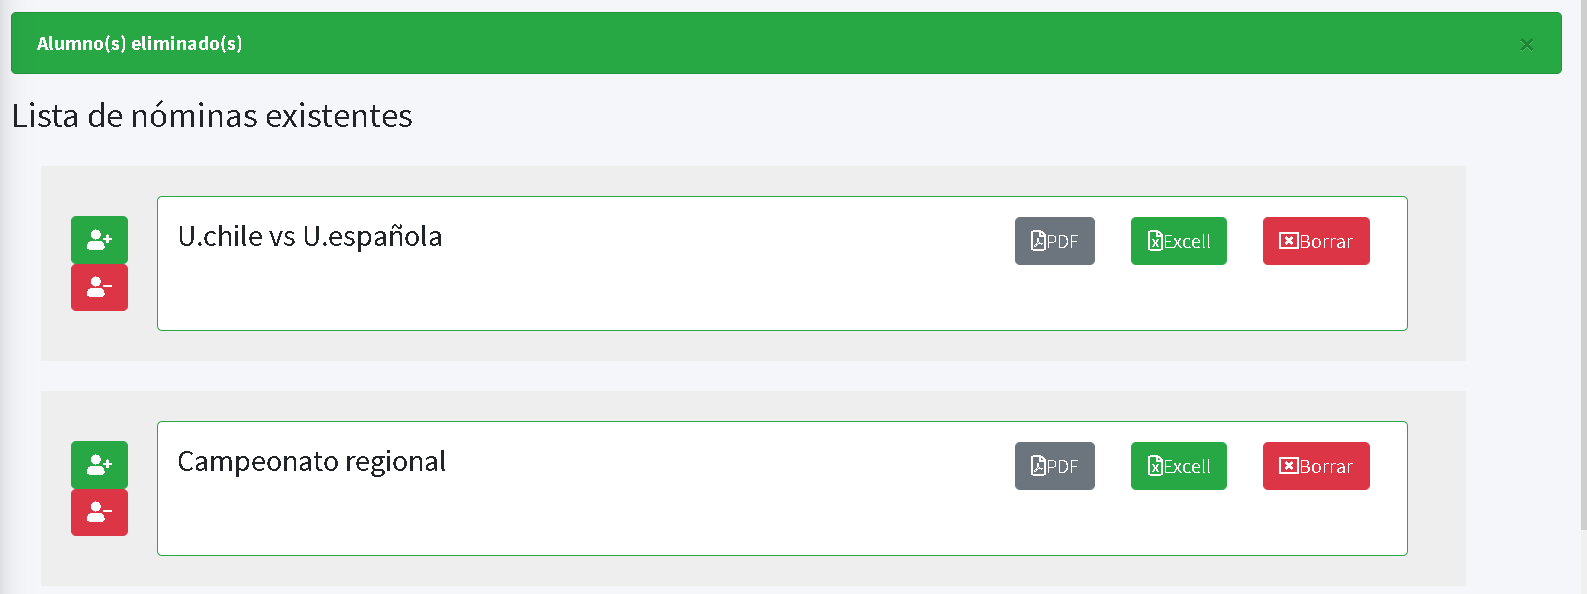 Alumno(s) eliminado(s) ×
Lista de nóminas existentes
U.chile vs U.española PDF Excell Borrar
Campeonato regional PDF Excell Borrar